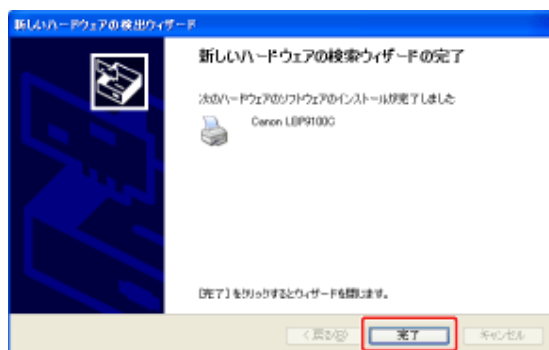 新しいハードウェアの検出ウィザード
新しいハードウェアの検索ウィザードの完了
次のハードウェアのソフトウェアのインストールが完了しました
Canon LBP9100C
[完了] をクリックするとウィザードを閉じます。
< 戻る(B)
完了
キャンセル